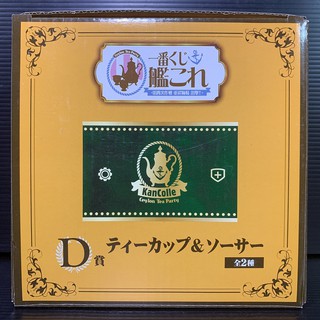 一番くじ
艦これ
KanColle
Ceylon Tea Party
D賞 ティーカップ&ソーサー
全2種